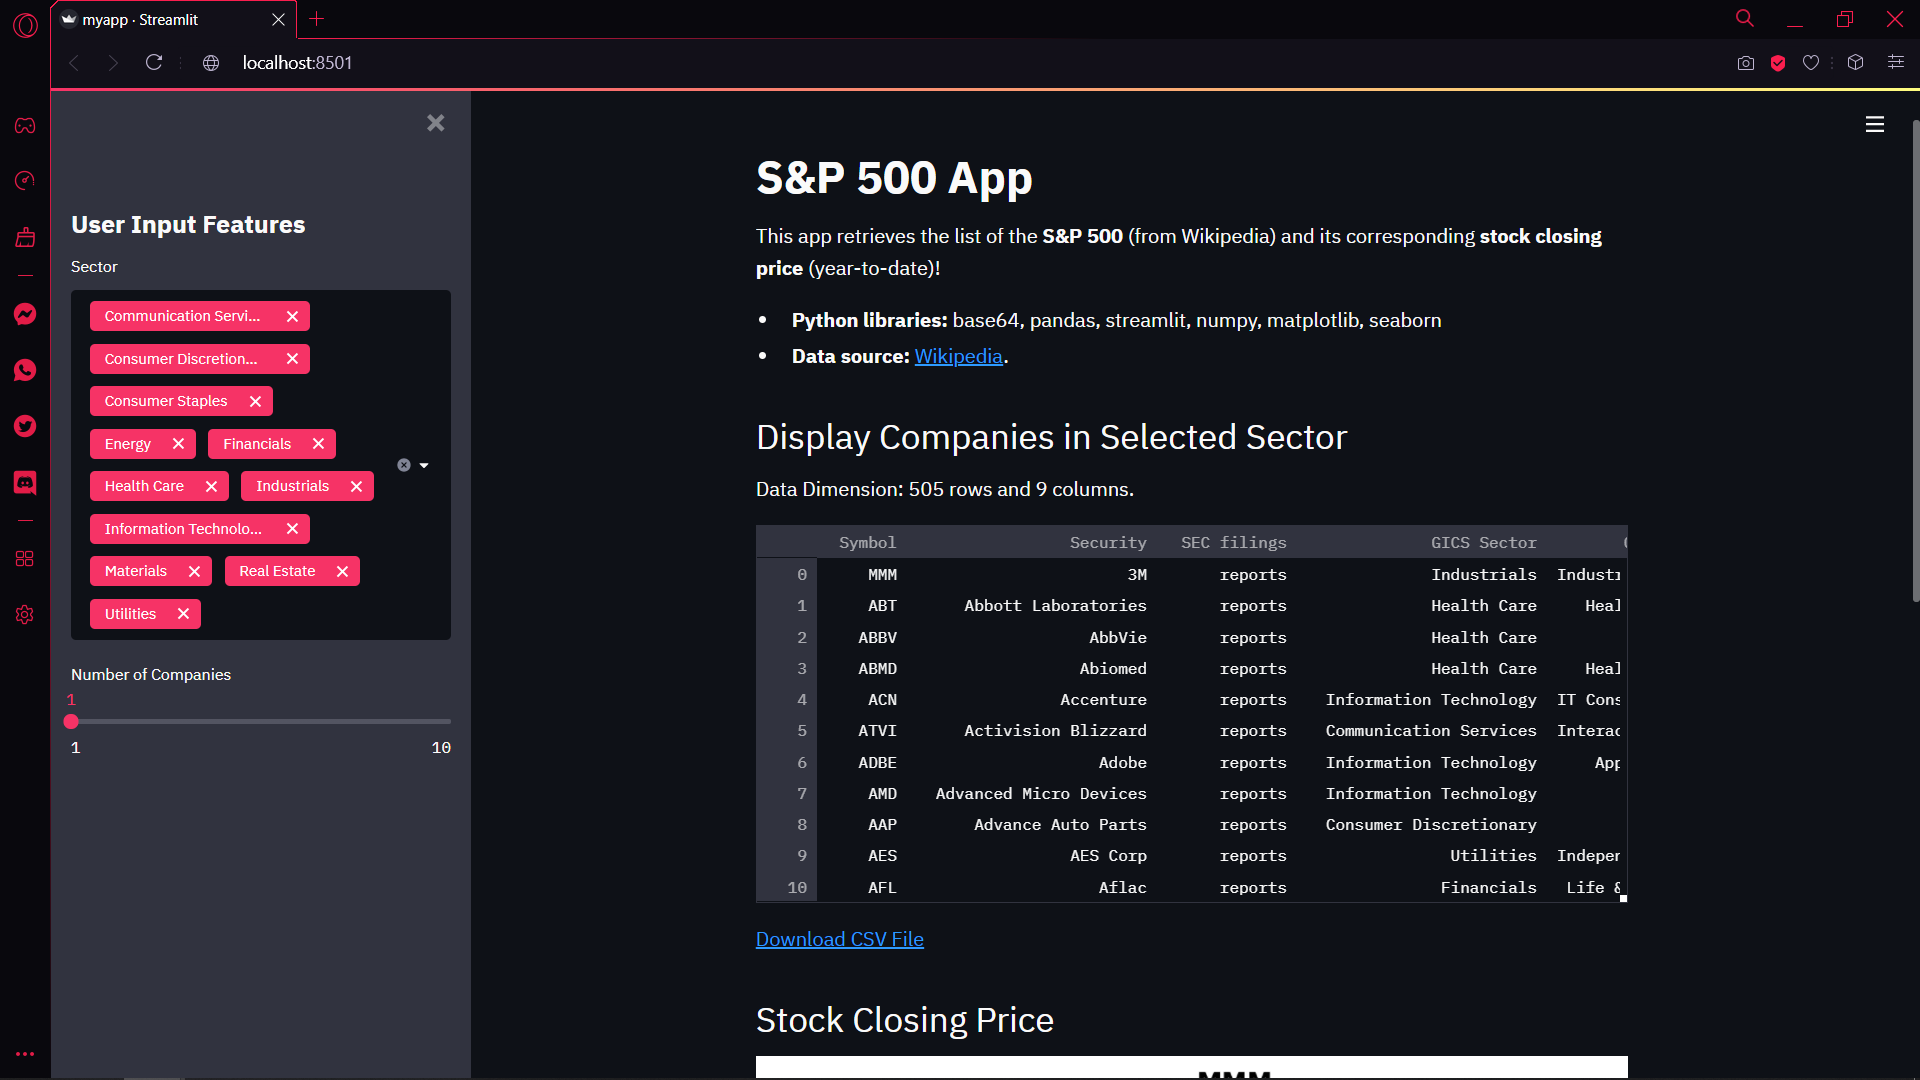 myapp · Streamlit
localhost:8501
User Input Features
Sector
Communication Servi...
Consumer Discretion...
Consumer Staples
Energy
Financials
Health Care
Industrials
Information Technolo...
Materials
Real Estate
Utilities
Number of Companies
1
1
10
S&P 500 App
This app retrieves the list of the S&P 500 (from Wikipedia) and its corresponding stock closing
price (year-to-date)!
• Python libraries: base64, pandas, streamlit, numpy, matplotlib, seaborn
• Data source: Wikipedia.
Display Companies in Selected Sector
Data Dimension: 505 rows and 9 columns.
Symbol Security SEC filings GICS Sector
0 MMM 3M reports Industrials Industr
1 ABT Abbott Laboratories reports Health Care Heal
2 ABBV AbbVie reports Health Care
3 ABMD Abiomed reports Health Care Heal
4 ACN Accenture reports Information Technology IT Cons
5 ATVI Activision Blizzard reports Communication Services Interac
6 ADBE Adobe reports Information Technology App
7 AMD Advanced Micro Devices reports Information Technology
8 AAP Advance Auto Parts reports Consumer Discretionary
9 AES AES Corp reports Utilities Indepen
10 AFL Aflac reports Financials Life &
Download CSV File
Stock Closing Price
MMM